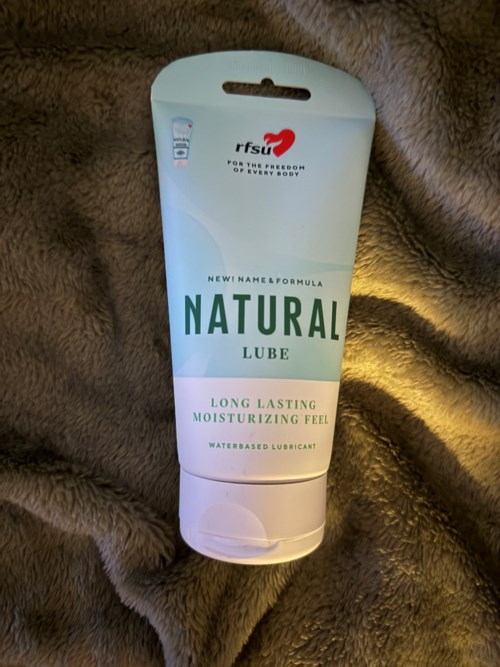 rfsu
FOR THE FREEDOM
OF EVERY BODY
NEW! NAME & FORMULA
NATURAL
LUBE
LONG LASTING
MOISTURIZING FEEL
WATERBASED LUBRICANT